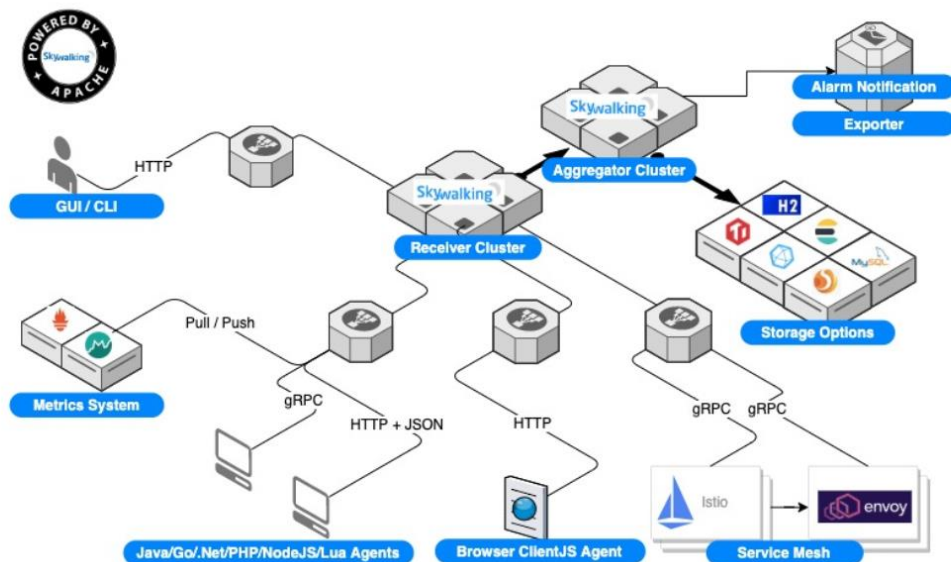 POWERED BY
Skywalking
APACHE
Skywalking
Alarm Notification
Exporter
HTTP
Aggregator Cluster
GUI / CLI
Skywalking
Receiver Cluster
H2
MySQL
Storage Options
Pull / Push
Metrics System
gRPC
HTTP + JSON
HTTP
gRPC
gRPC
Istio
envoy
Java/Go/.Net/PHP/NodeJS/Lua Agents
Browser ClientJS Agent
Service Mesh